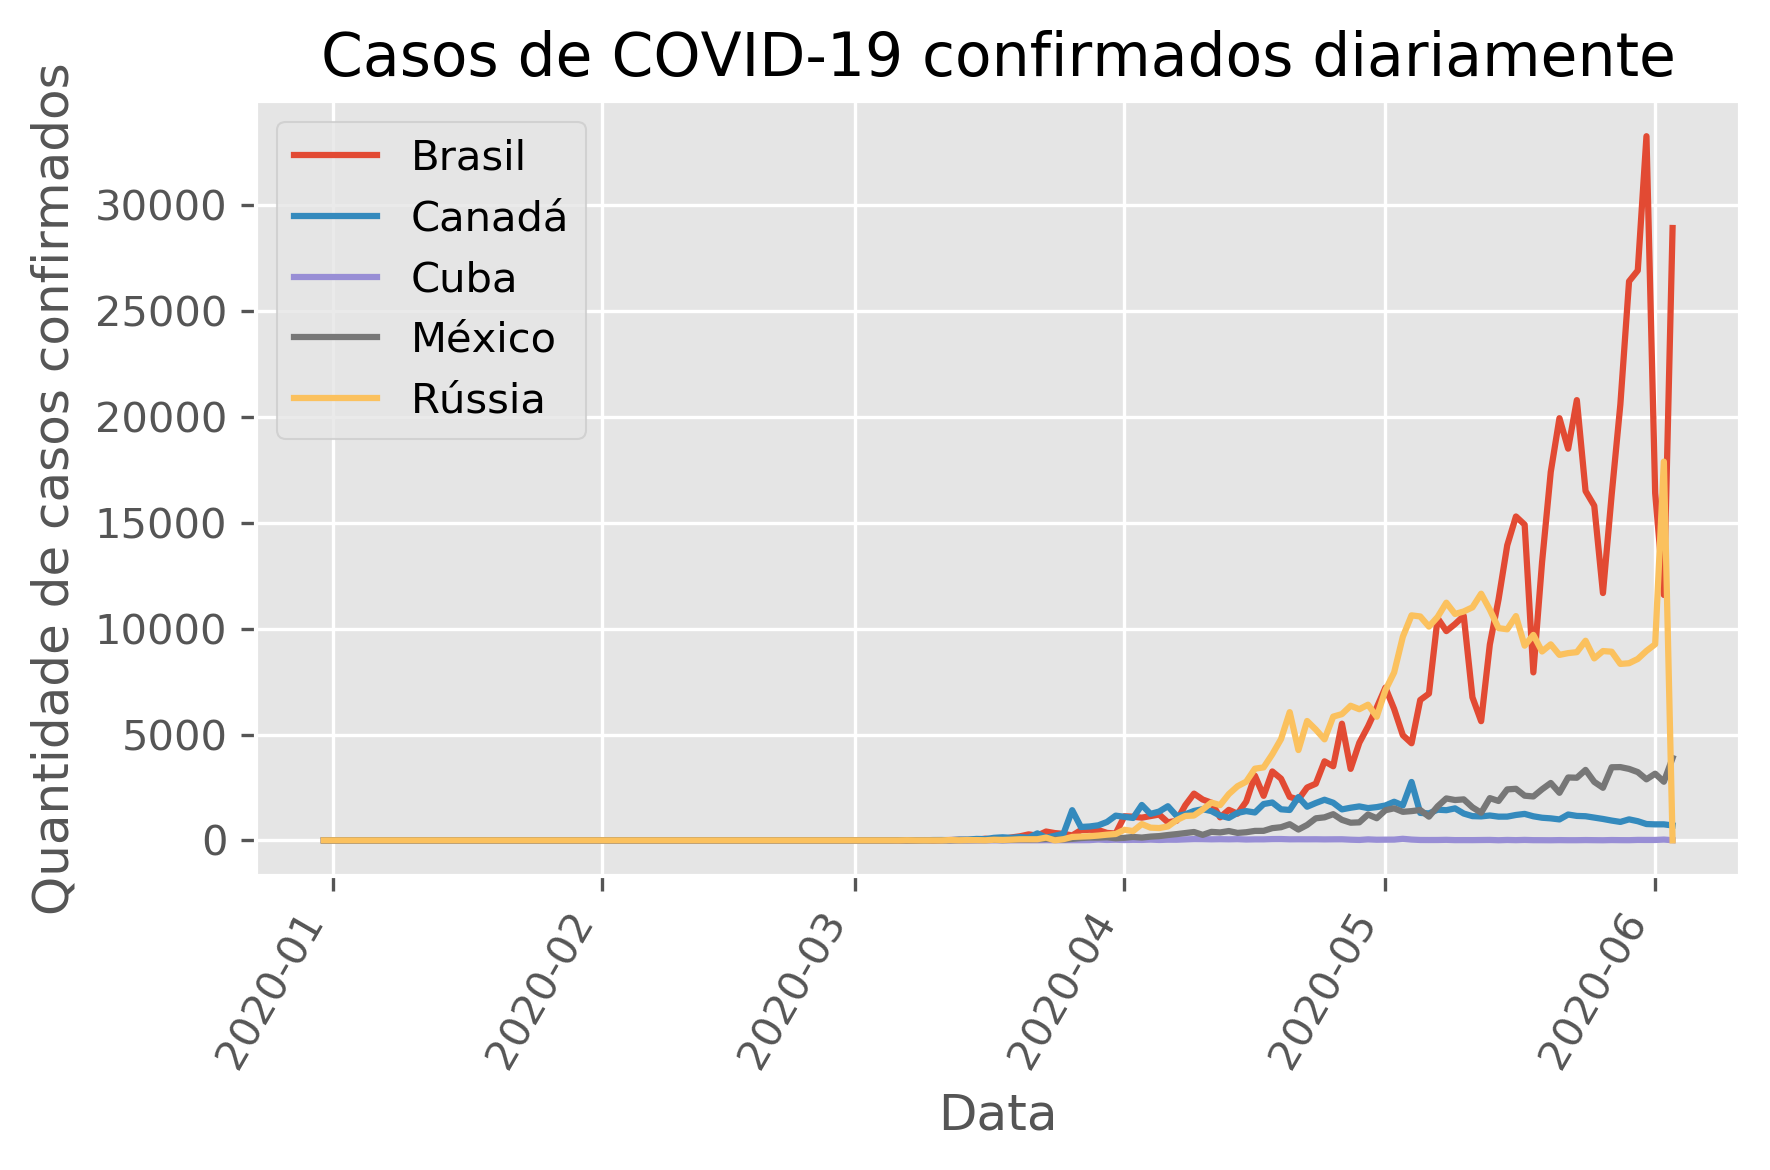 Casos de COVID-19 confirmados diariamente
Quantidade de casos confirmados
30000
25000
20000
15000
10000
5000
0
Brasil
Canadá
Cuba
México
Rússia
2020-01
2020-02
2020-03
2020-04
2020-05
2020-06
Data